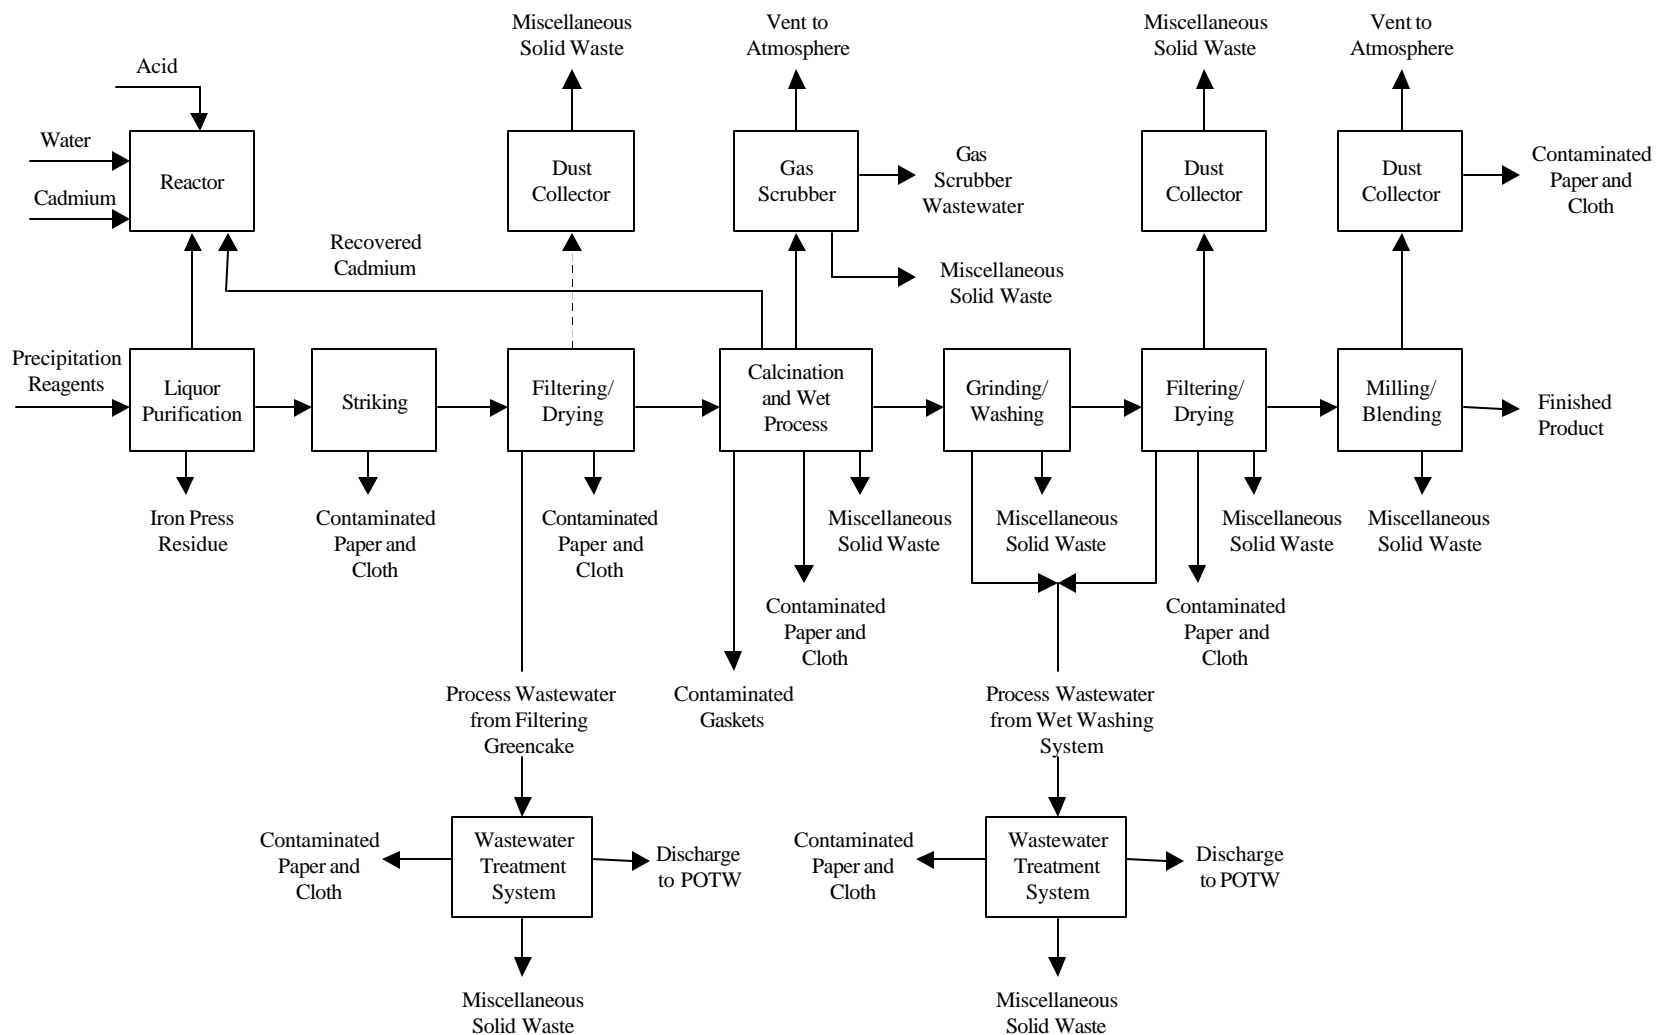 Miscellaneous
Solid Waste
Vent to
Atmosphere
Miscellaneous
Solid Waste
Vent to
Atmosphere
Acid
Water
Cadmium
Reactor
Dust
Collector
Gas
Scrubber
Gas
Scrubber
Wastewater
Dust
Collector
Dust
Collector
Contaminated
Paper and
Cloth
Recovered
Cadmium
Miscellaneous
Solid Waste
Precipitation
Reagents
Liquor
Purification
Striking
Filtering/
Drying
Calcination
and Wet
Process
Grinding/
Washing
Filtering/
Drying
Milling/
Blending
Finished
Product
Iron Press
Residue
Contaminated
Paper and
Cloth
Contaminated
Paper and
Cloth
Miscellaneous
Solid Waste
Miscellaneous
Solid Waste
Miscellaneous
Solid Waste
Miscellaneous
Solid Waste
Contaminated
Paper and
Cloth
Contaminated
Paper and
Cloth
Process Wastewater
from Filtering
Greencake
Contaminated
Gaskets
Process Wastewater
from Wet Washing
System
Contaminated
Paper and
Cloth
Wastewater
Treatment
System
Discharge
to POTW
Contaminated
Paper and
Cloth
Wastewater
Treatment
System
Discharge
to POTW
Miscellaneous
Solid Waste
Miscellaneous
Solid Waste